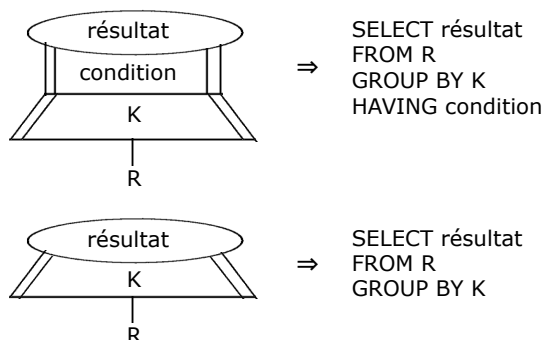 résultat
condition
K
R
⇒
SELECT résultat
FROM R
GROUP BY K
HAVING condition
résultat
K
R
⇒
SELECT résultat
FROM R
GROUP BY K